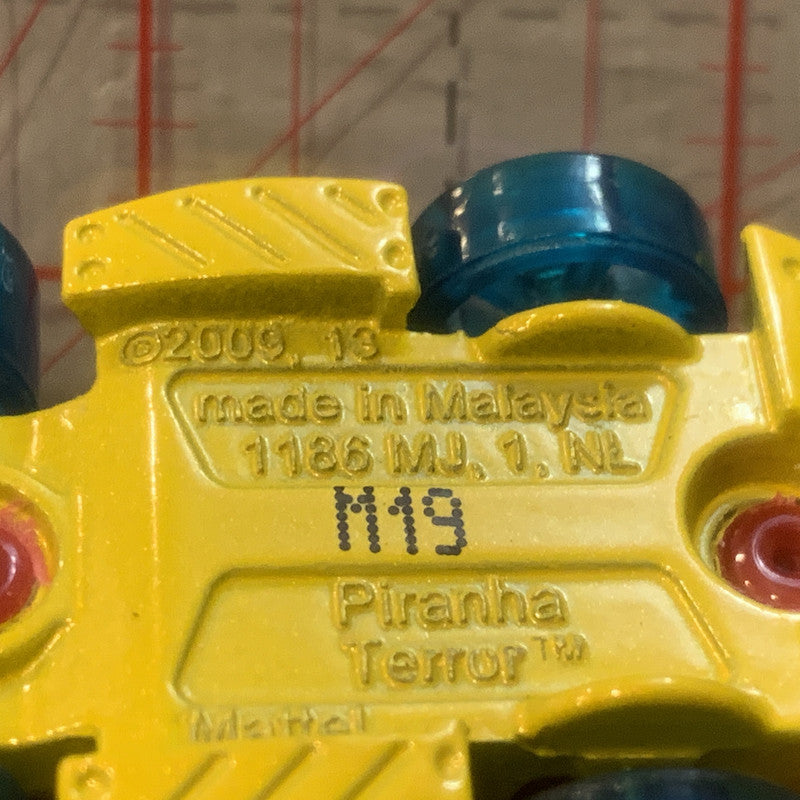 ©2009, 13
made in Malaysia
1186 MJ, 1, NL
M19
Piranha
Terror™
Mattel